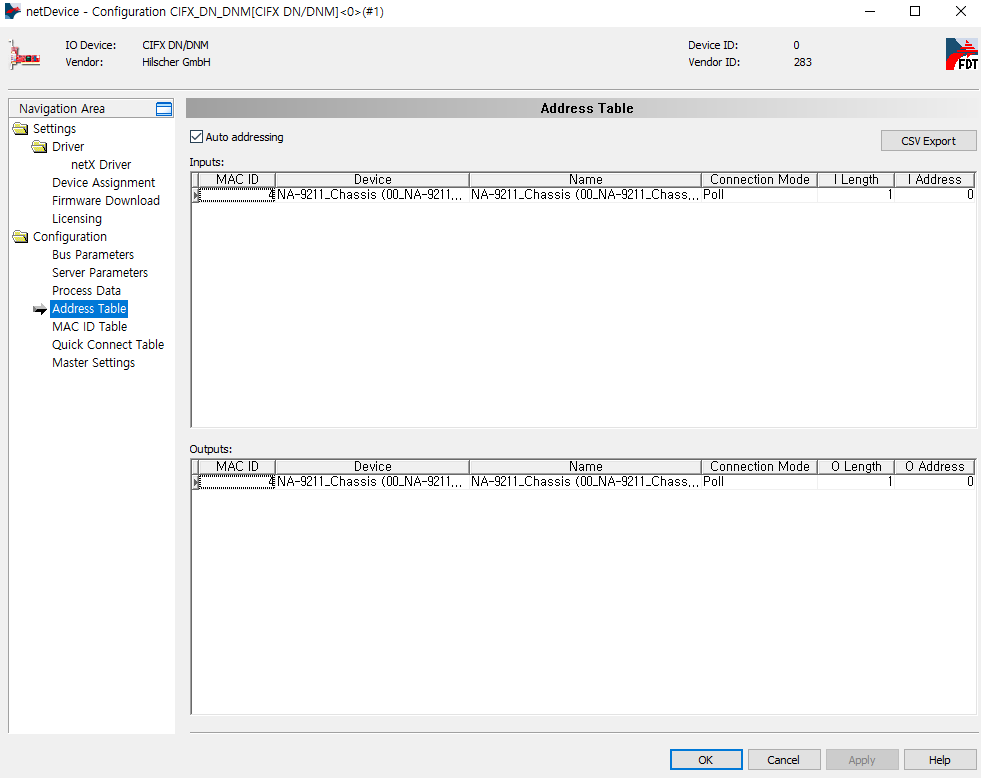 netDevice - Configuration CIFX_DN_DNM[CIFX DN/DNM]<0>(#1)
IO Device: CIFX DN/DNM Device ID: 0
Vendor: Hilscher GmbH Vendor ID: 283
FDT
Navigation Area
Settings
Driver
netX Driver
Device Assignment
Firmware Download
Licensing
Configuration
Bus Parameters
Server Parameters
Process Data
Address Table
MAC ID Table
Quick Connect Table
Master Settings
Address Table
Auto addressing
CSV Export
Inputs:
MAC ID Device Name Connection Mode I Length I Address
4 NA-9211_Chassis (00_NA-9211,... NA-9211_Chassis (00_NA-9211_Chass,... Poll 1 0
Outputs:
MAC ID Device Name Connection Mode O Length O Address
4 NA-9211_Chassis (00_NA-9211,... NA-9211_Chassis (00_NA-9211_Chass,... Poll 1 0
OK Cancel Apply Help